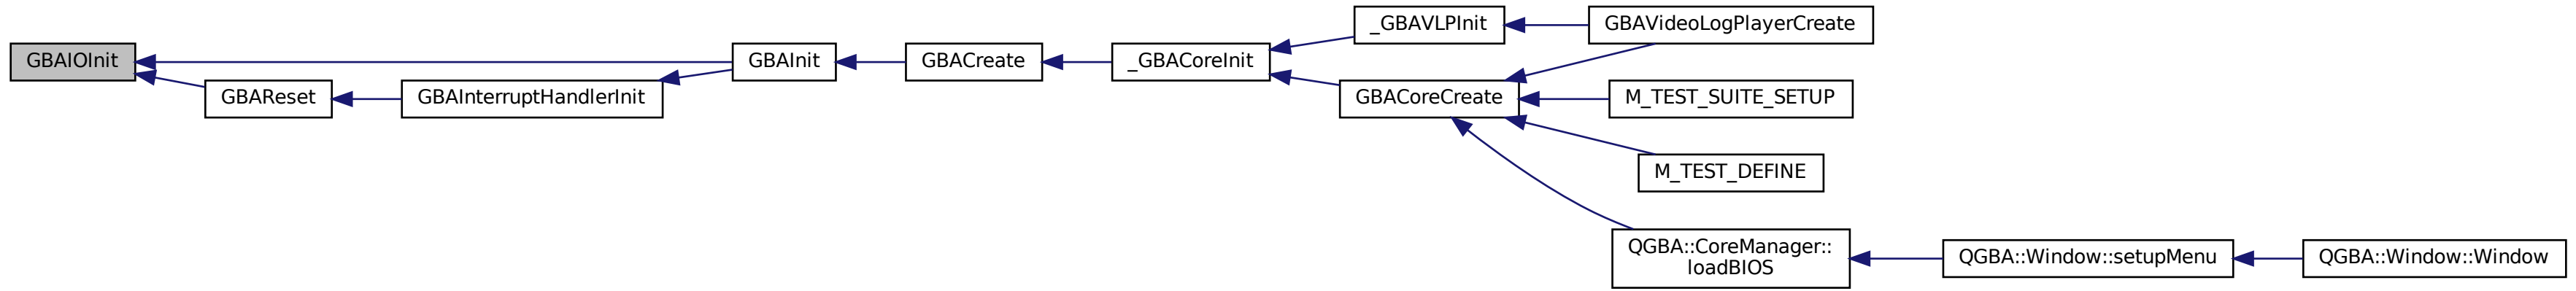 GBAIOInit
GBAReset
GBAInterruptHandlerInit
GBAInit
GBACreate
_GBACoreInit
_GBAVLPInit
GBACoreCreate
GBAVideoLogPlayerCreate
M_TEST_SUITE_SETUP
M_TEST_DEFINE
QGBA::CoreManager::
loadBIOS
QGBA::Window::setupMenu
QGBA::Window::Window